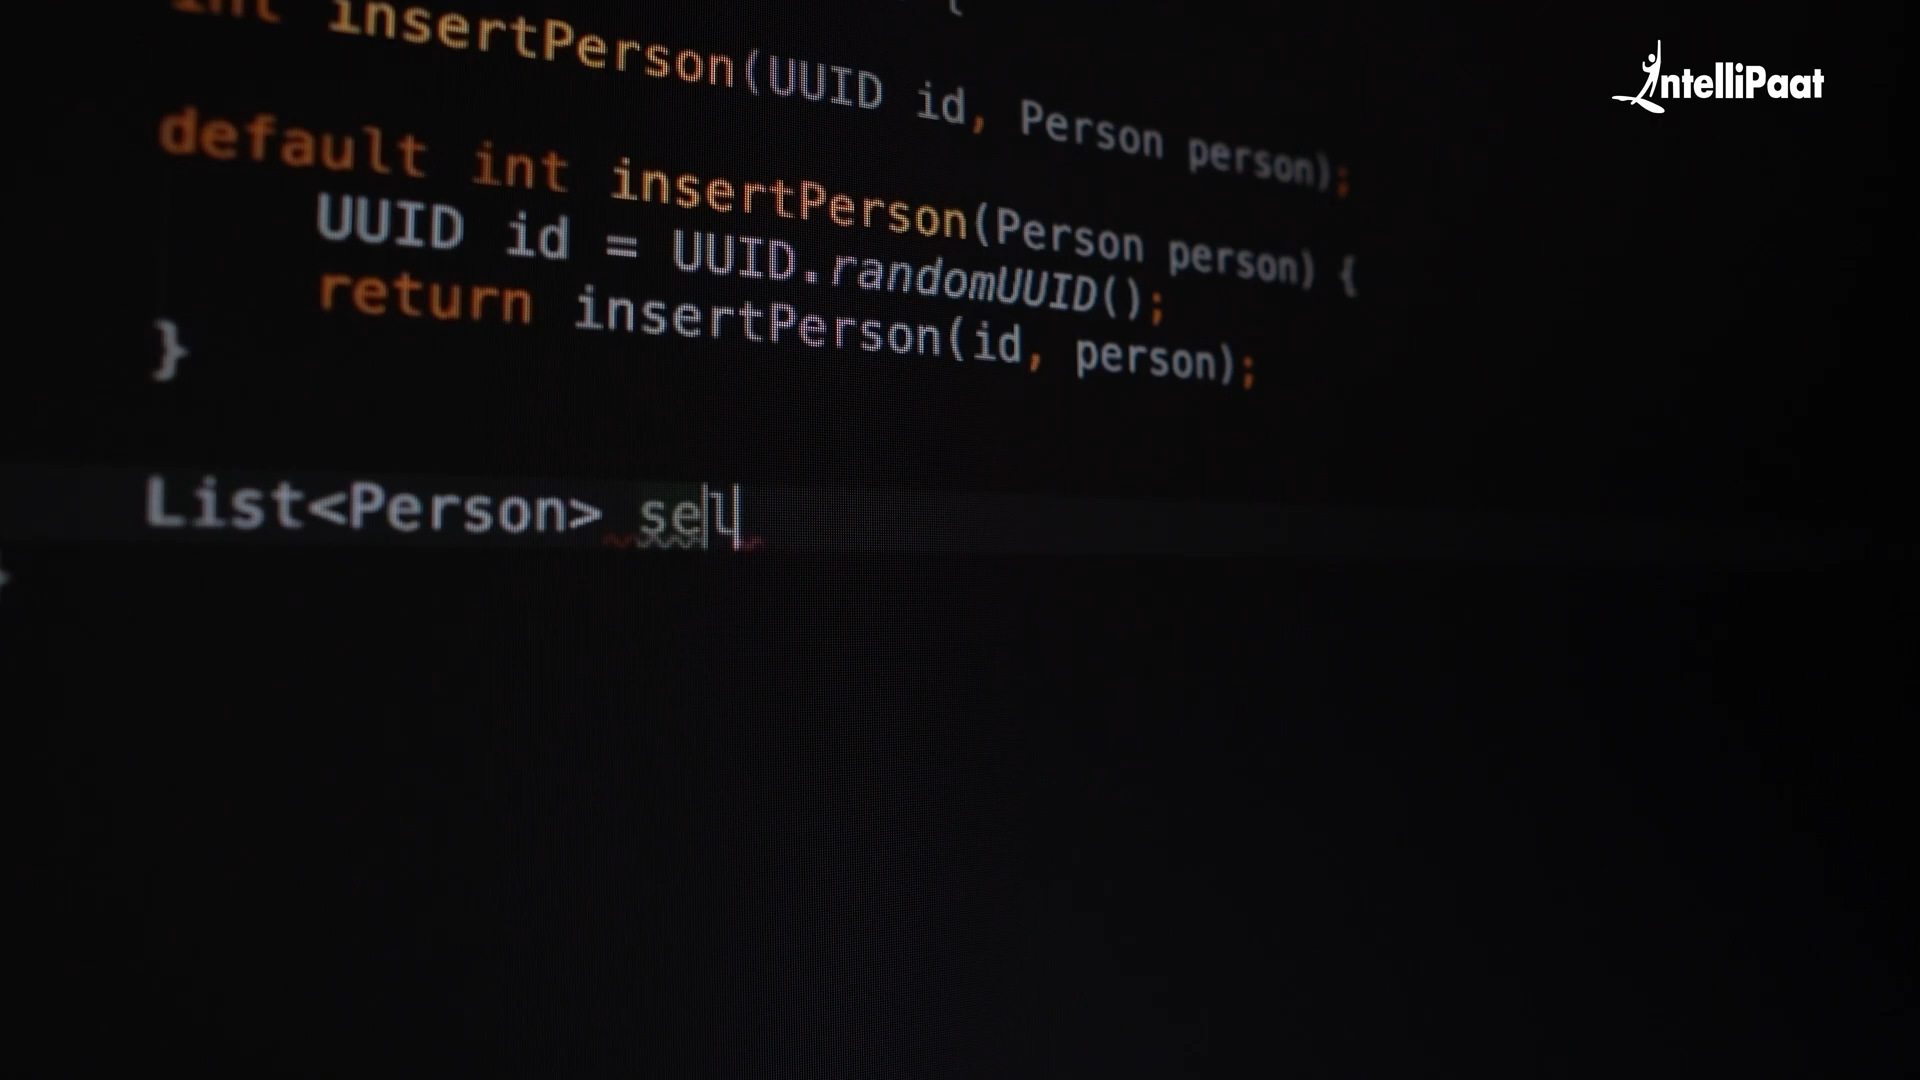 int insertPerson(UUID id, Person person);
default int insertPerson(Person person) {
UUID id = UUID.randomUUID();
return insertPerson(id, person);
}
List<Person> sel
IntelliPaat